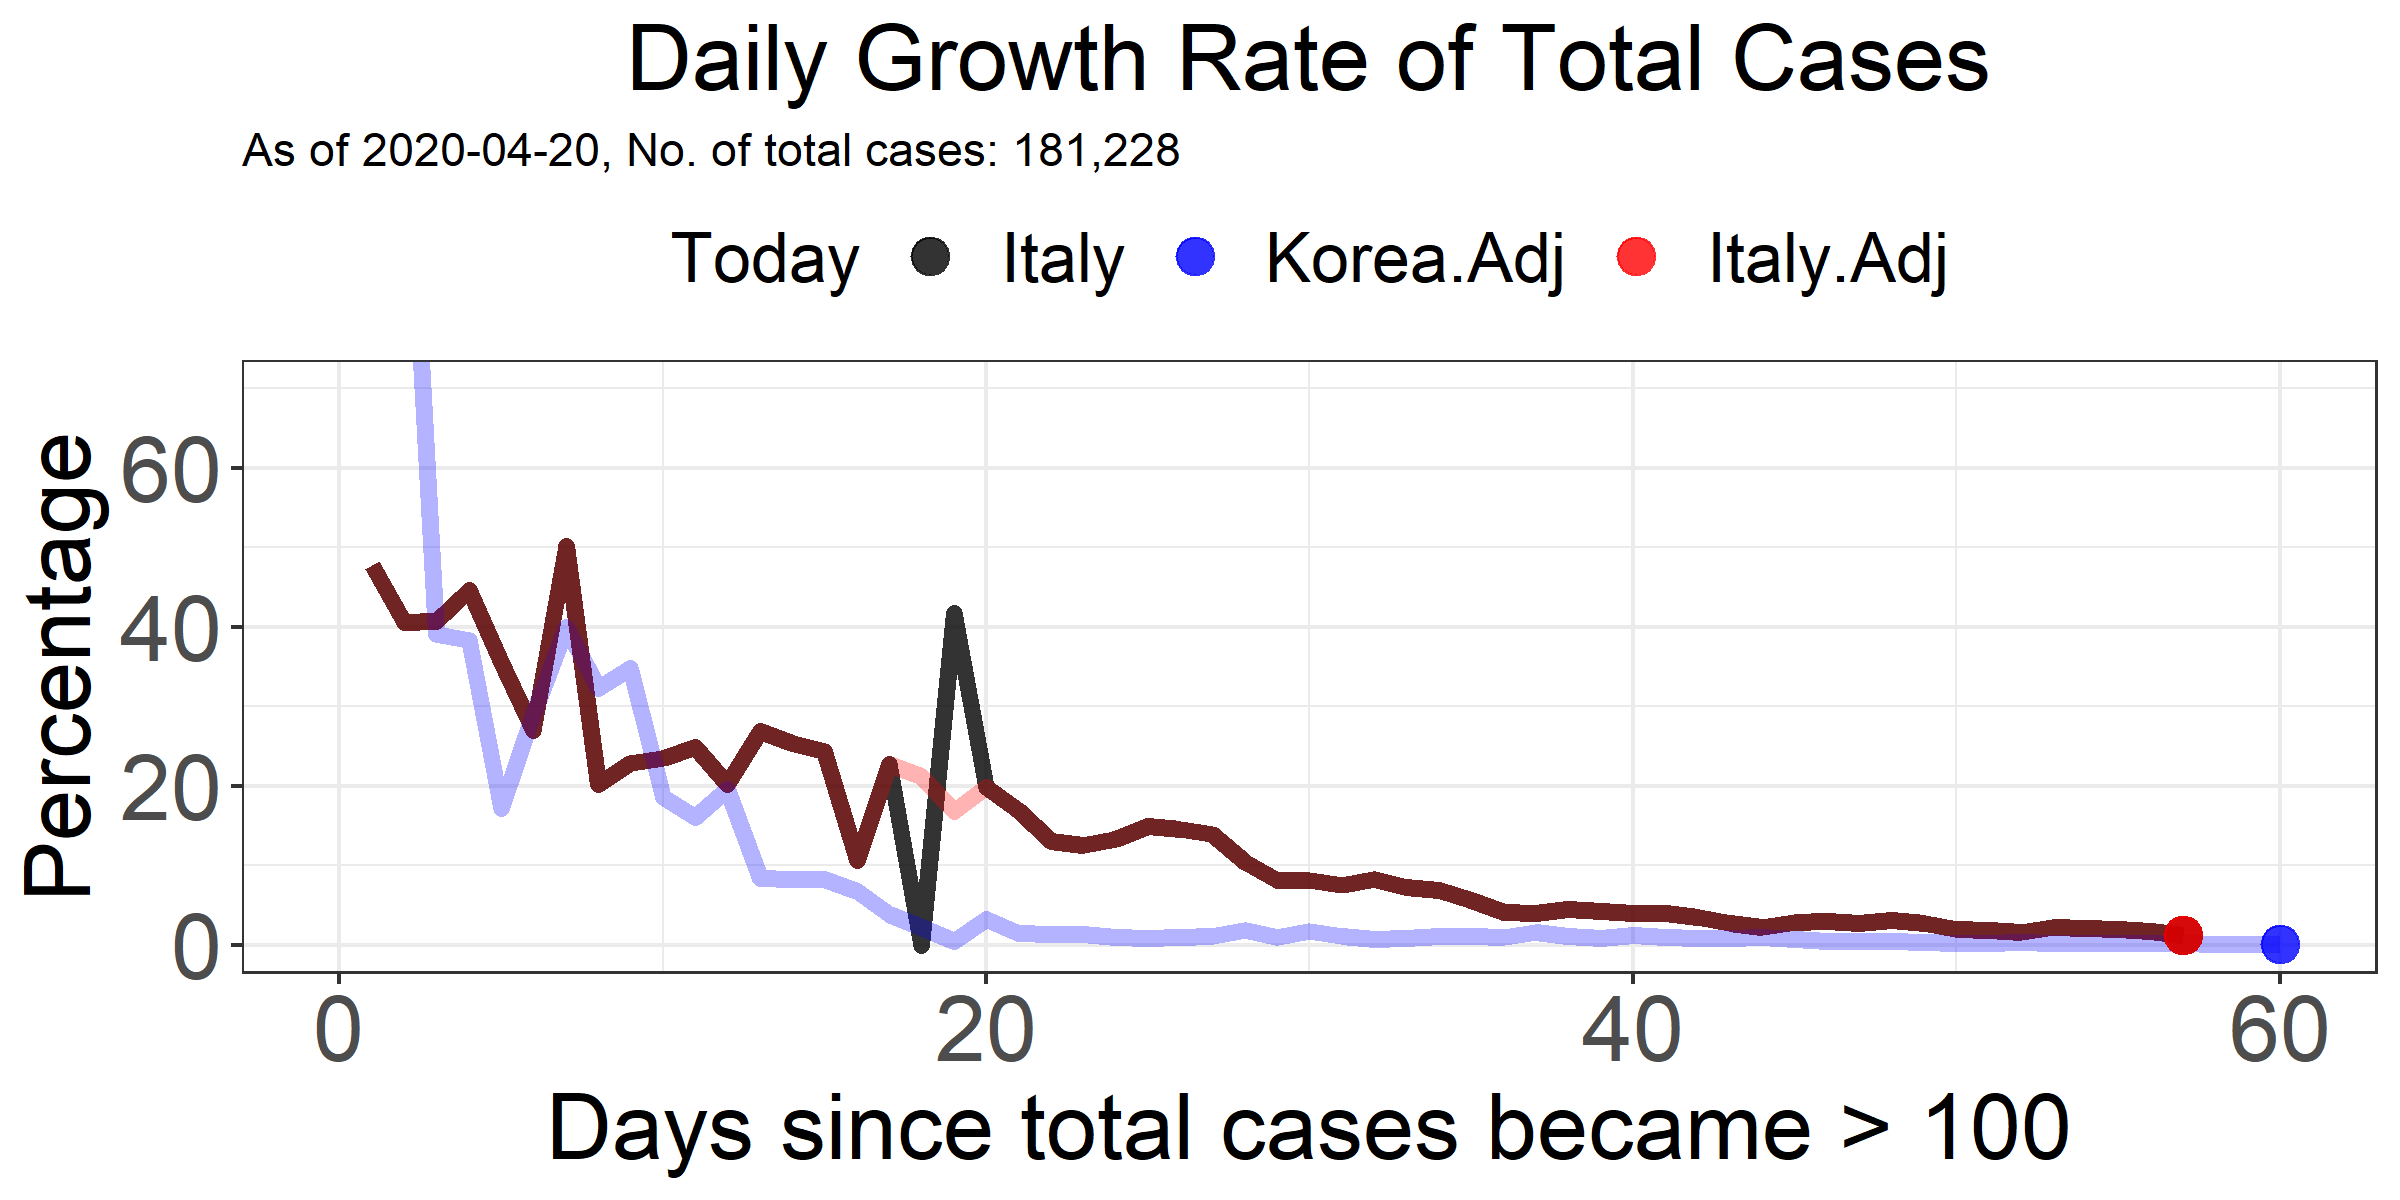 Daily Growth Rate of Total Cases
As of 2020-04-20, No. of total cases: 181,228
Today Italy Korea.Adj Italy.Adj
Percentage
60
40
20
0
0 20 40 60
Days since total cases became > 100